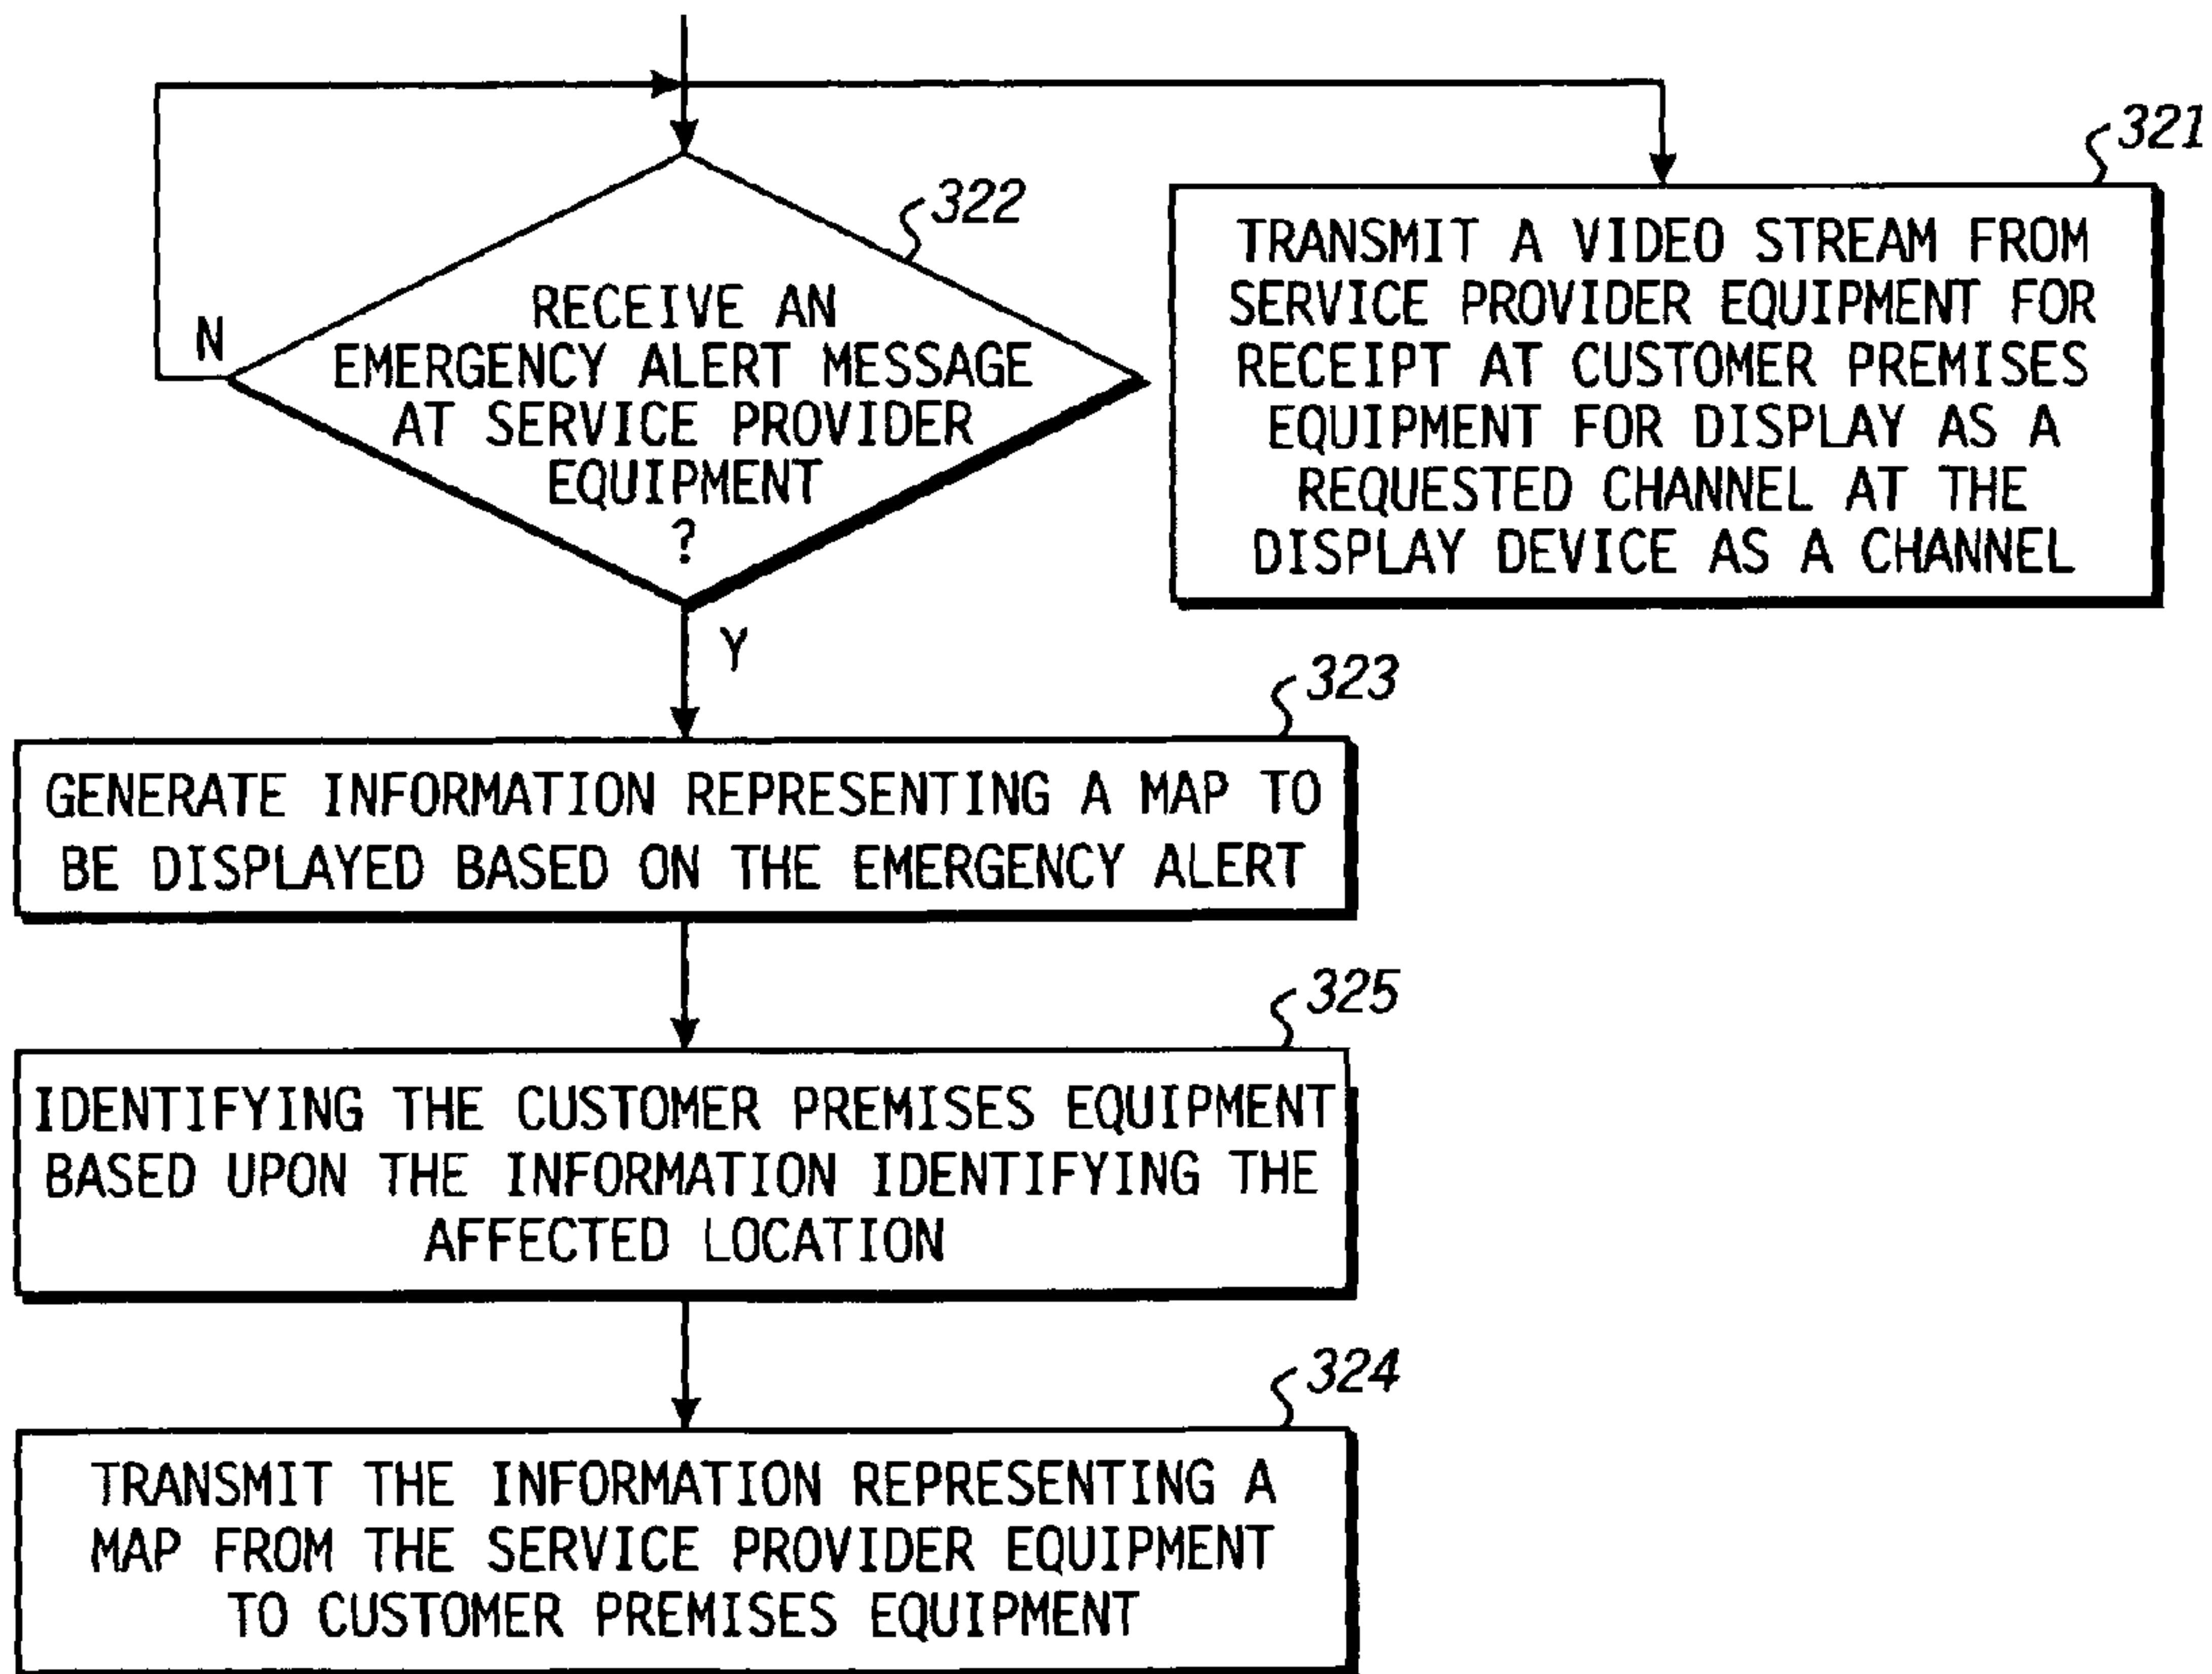 322
RECEIVE AN
EMERGENCY ALERT MESSAGE
AT SERVICE PROVIDER
EQUIPMENT
?
N
Y
321
TRANSMIT A VIDEO STREAM FROM
SERVICE PROVIDER EQUIPMENT FOR
RECEIPT AT CUSTOMER PREMISES
EQUIPMENT FOR DISPLAY AS A
REQUESTED CHANNEL AT THE
DISPLAY DEVICE AS A CHANNEL
323
GENERATE INFORMATION REPRESENTING A MAP TO
BE DISPLAYED BASED ON THE EMERGENCY ALERT
325
IDENTIFYING THE CUSTOMER PREMISES EQUIPMENT
BASED UPON THE INFORMATION IDENTIFYING THE
AFFECTED LOCATION
324
TRANSMIT THE INFORMATION REPRESENTING A
MAP FROM THE SERVICE PROVIDER EQUIPMENT
TO CUSTOMER PREMISES EQUIPMENT